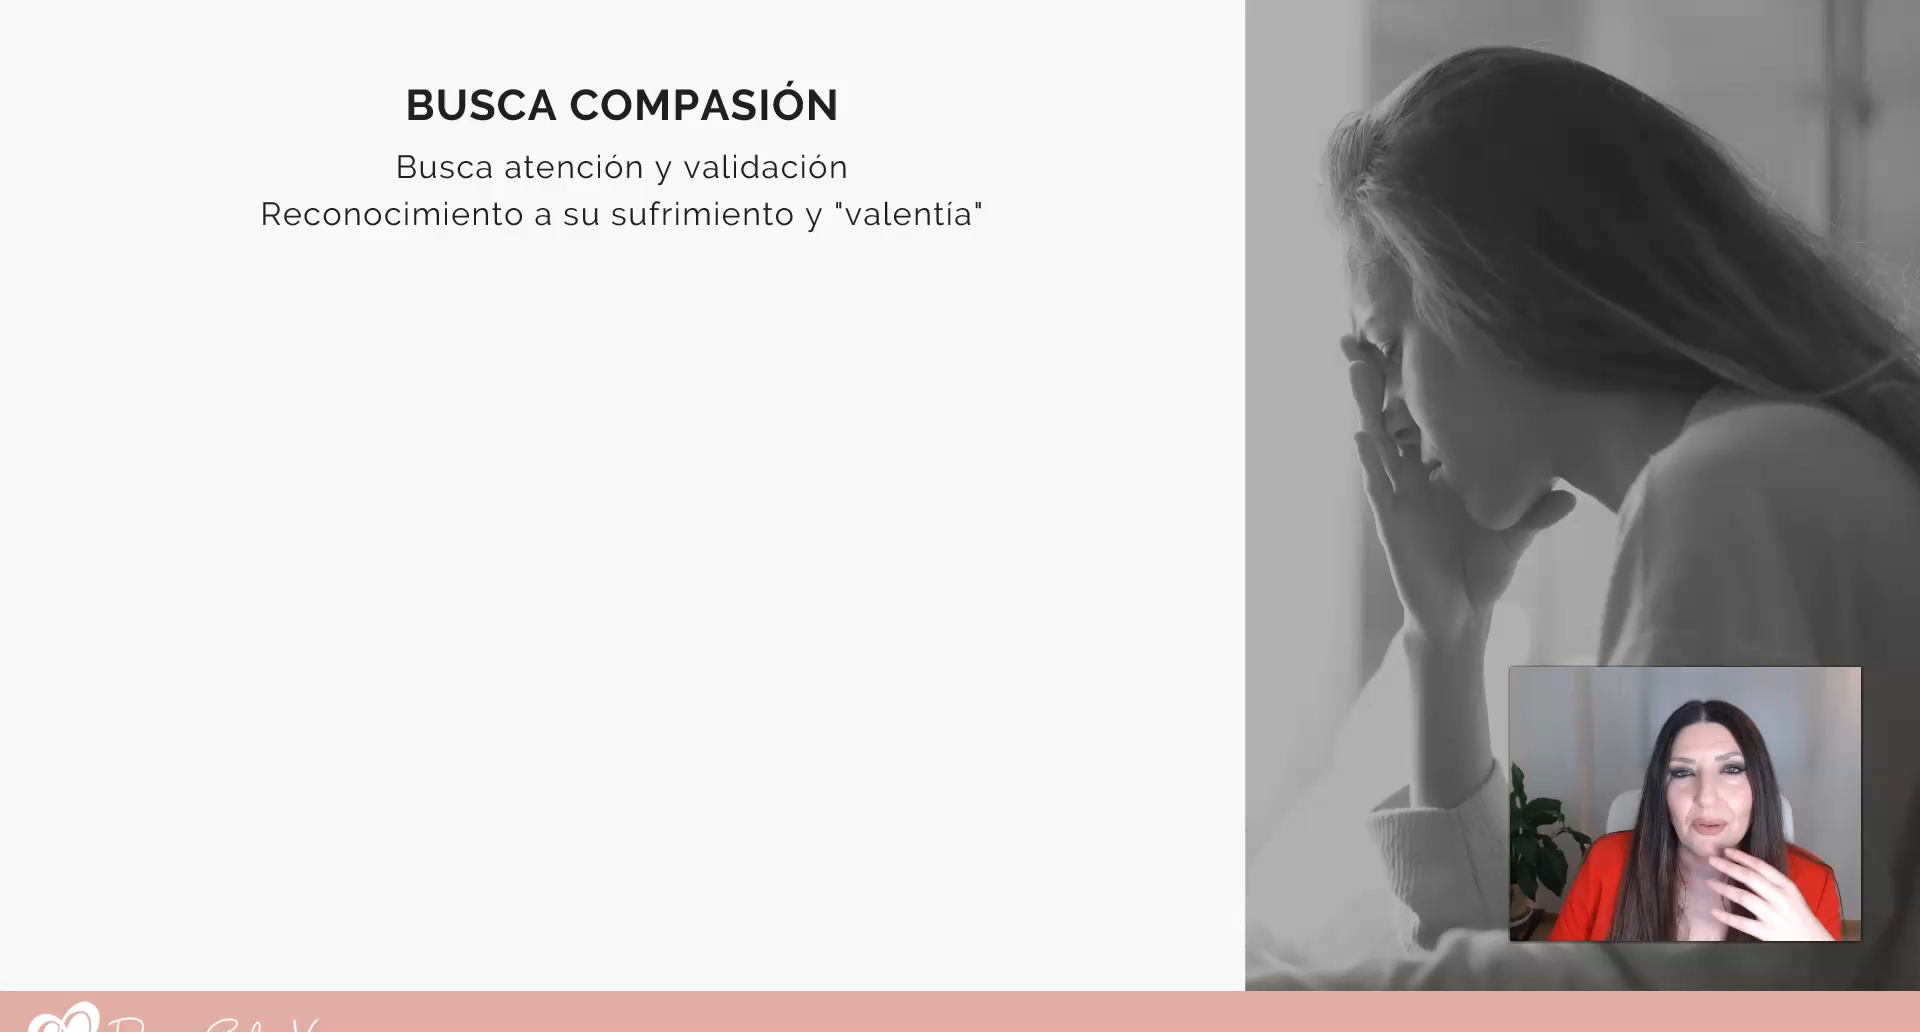 BUSCA COMPASIÓN
Busca atención y validación
Reconocimiento a su sufrimiento y "valentía"